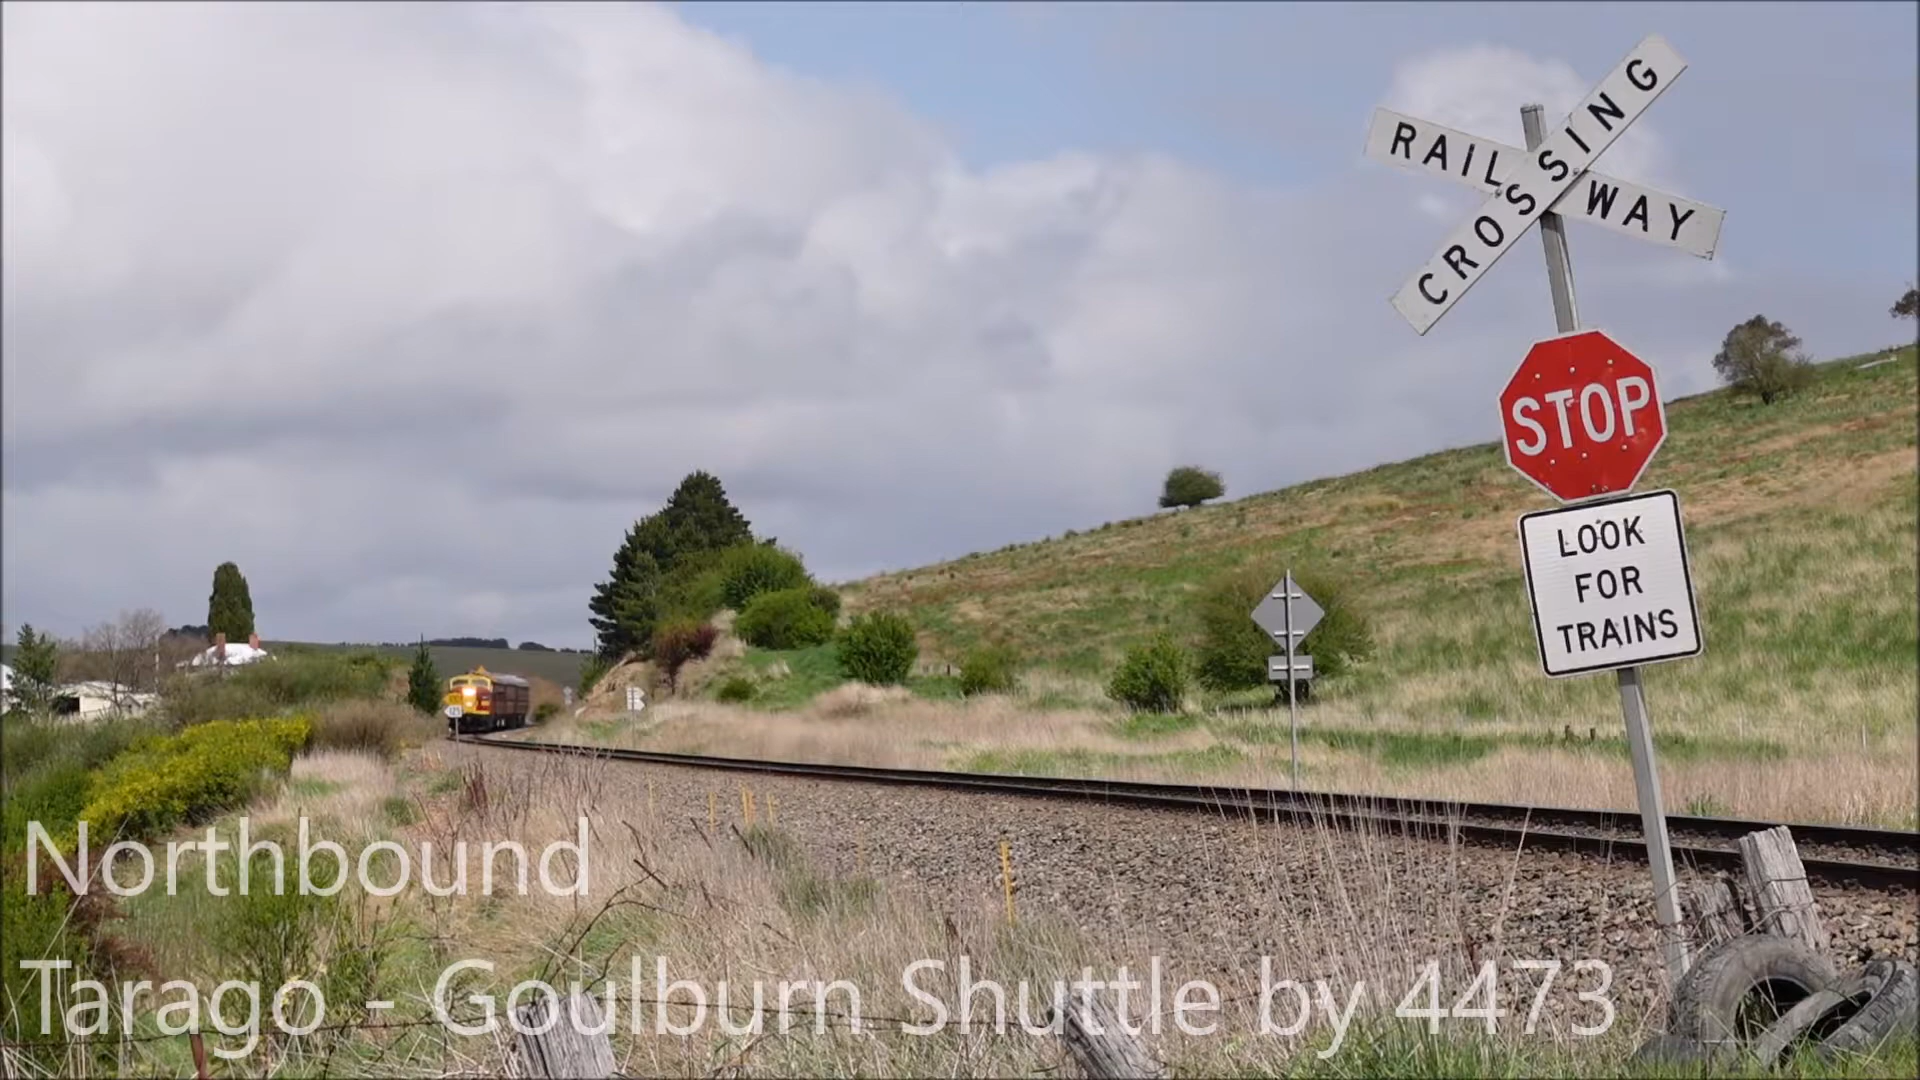 RAILWAY
CROSSING
STOP
LOOK
FOR
TRAINS
Northbound
Tarago - Goulburn Shuttle by 4473